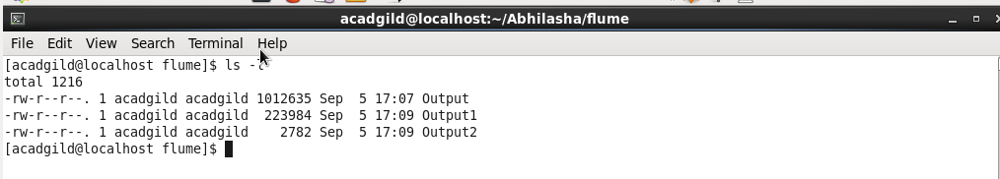 acadgild@localhost:~/Abhilasha/flume
File Edit View Search Terminal Help
[acadgild@localhost flume]$ ls -l
total 1216
-rw-r--r--. 1 acadgild acadgild 1012635 Sep  5 17:07 Output
-rw-r--r--. 1 acadgild acadgild  223984 Sep  5 17:09 Output1
-rw-r--r--. 1 acadgild acadgild    2782 Sep  5 17:09 Output2
[acadgild@localhost flume]$